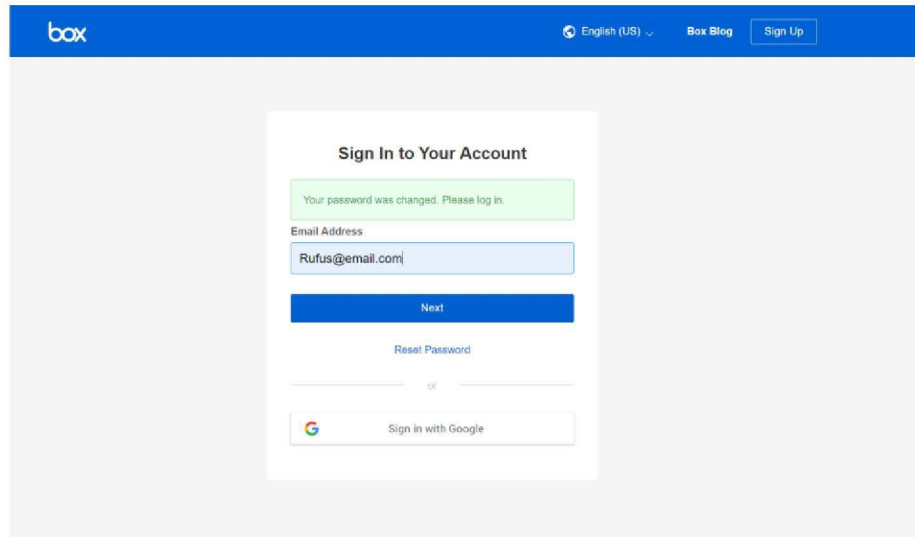 box
English (US)
Box Blog
Sign Up
Sign In to Your Account
Your password was changed. Please log in.
Email Address
Rufus@email.com
Next
Reset Password
or
Sign in with Google